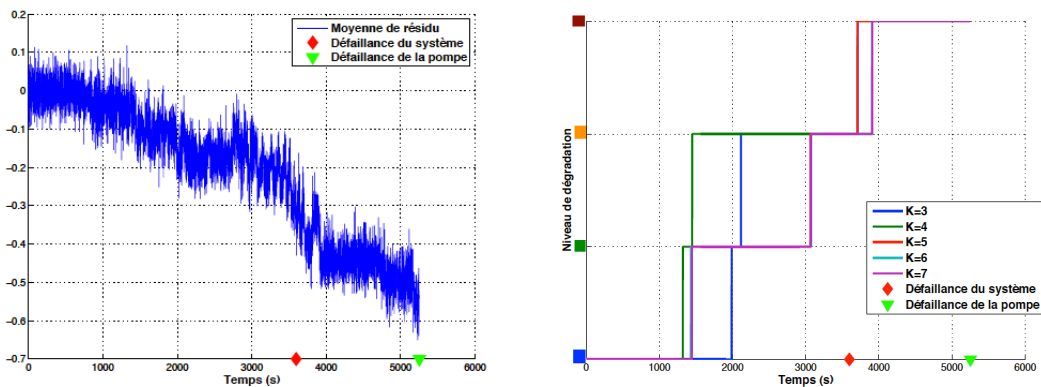 Moyenne de résidu
Défaillance du système
Défaillance de la pompe
0.2
0.1
0
−0.1
−0.2
−0.3
−0.4
−0.5
−0.6
−0.7
0 1000 2000 3000 4000 5000 6000
Temps (s)
Niveau de dégradation
K=3
K=4
K=5
K=6
K=7
Défaillance du système
Défaillance de la pompe
0 1000 2000 3000 4000 5000 6000
Temps (s)